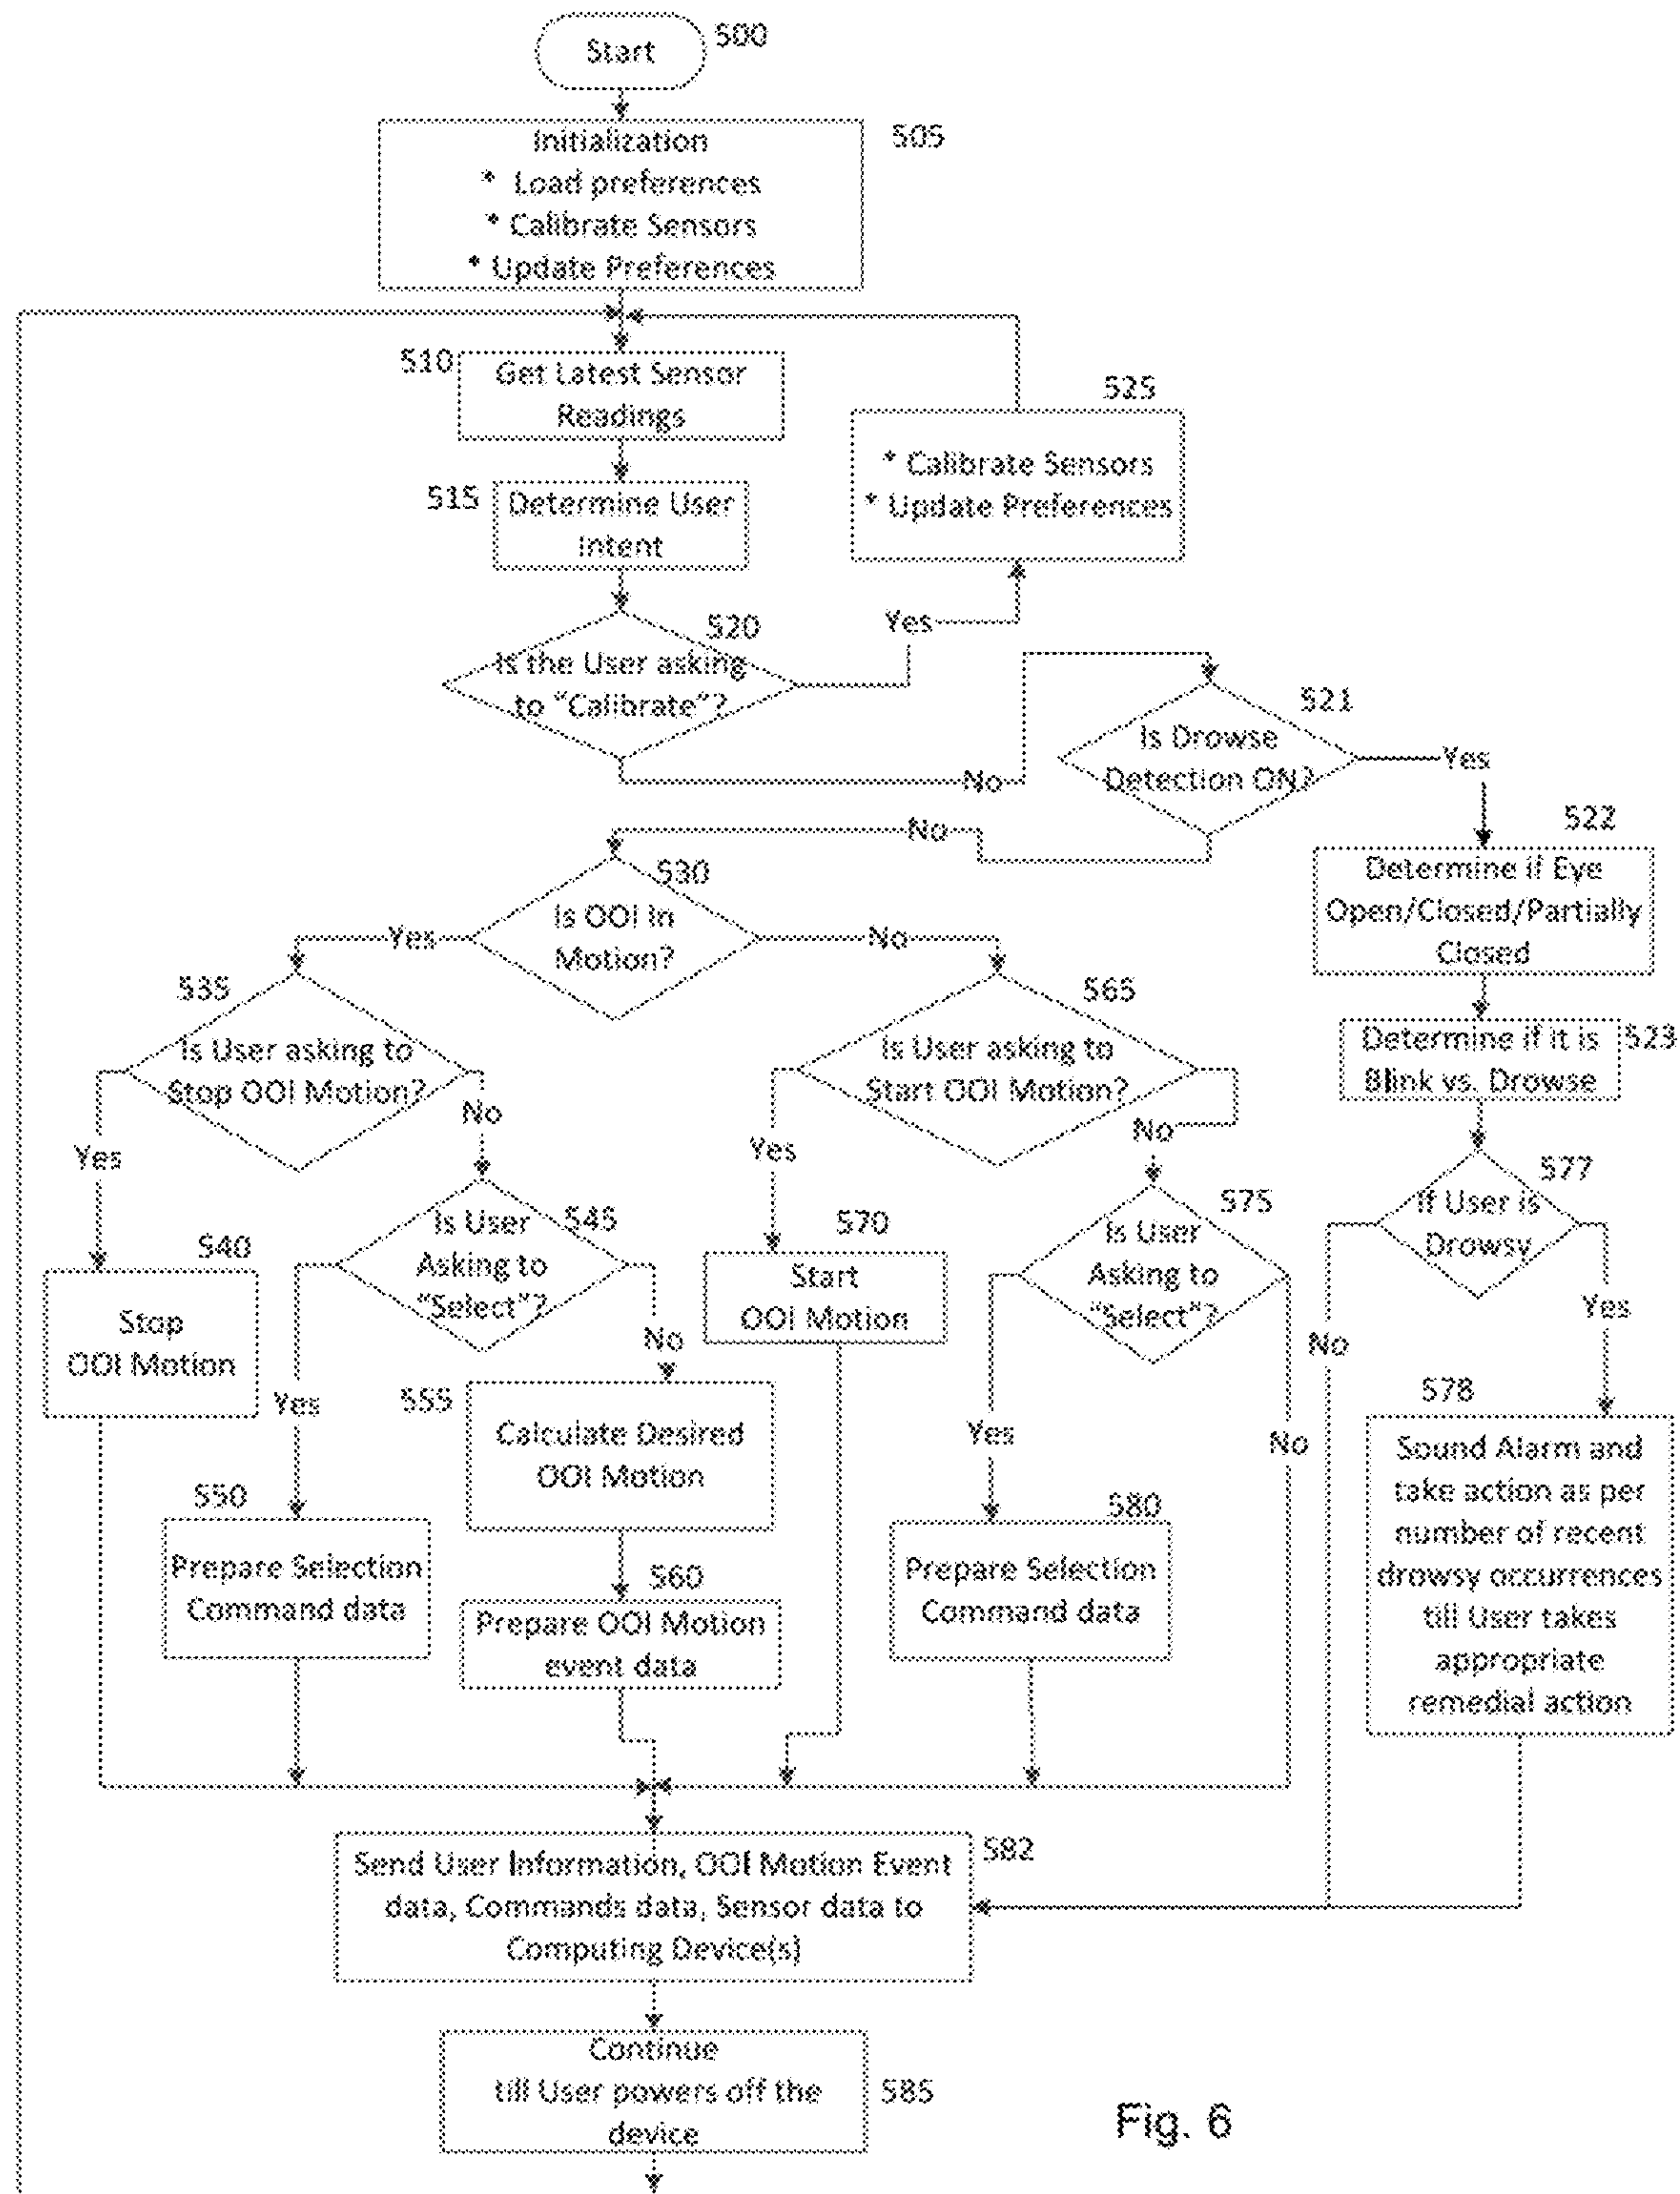 Start
500
Initialization
* Load preferences
* Calibrate Sensors
* Update Preferences
505
510
Get Latest Sensor
Readings
525
* Calibrate Sensors
* Update Preferences
515
Determine User
Intent
520
Is the User asking
to "Calibrate"?
Yes
No
521
Is Drowse
Detection ON?
Yes
No
522
Determine if Eye
Open/Closed/Partially
Closed
530
Is OOI in
Motion?
Yes
No
523
Determine if it is
Blink vs. Drowse
535
Is User asking to
Stop OOI Motion?
Yes
No
565
Is User asking to
Start OOI Motion?
Yes
No
577
If User is
Drowsy
No
Yes
540
Stop
OOI Motion
545
Is User
Asking to
"Select"?
Yes
No
570
Start
OOI Motion
575
Is User
Asking to
"Select"?
Yes
No
578
Sound Alarm and
take action as per
number of recent
drowsy occurrences
till User takes
appropriate
remedial action
555
Calculate Desired
OOI Motion
550
Prepare Selection
Command data
560
Prepare OOI Motion
event data
580
Prepare Selection
Command data
582
Send User Information, OOI Motion Event
data, Commands data, Sensor data to
Computing Device(s)
Continue
till User powers off the
device
585
Fig. 6